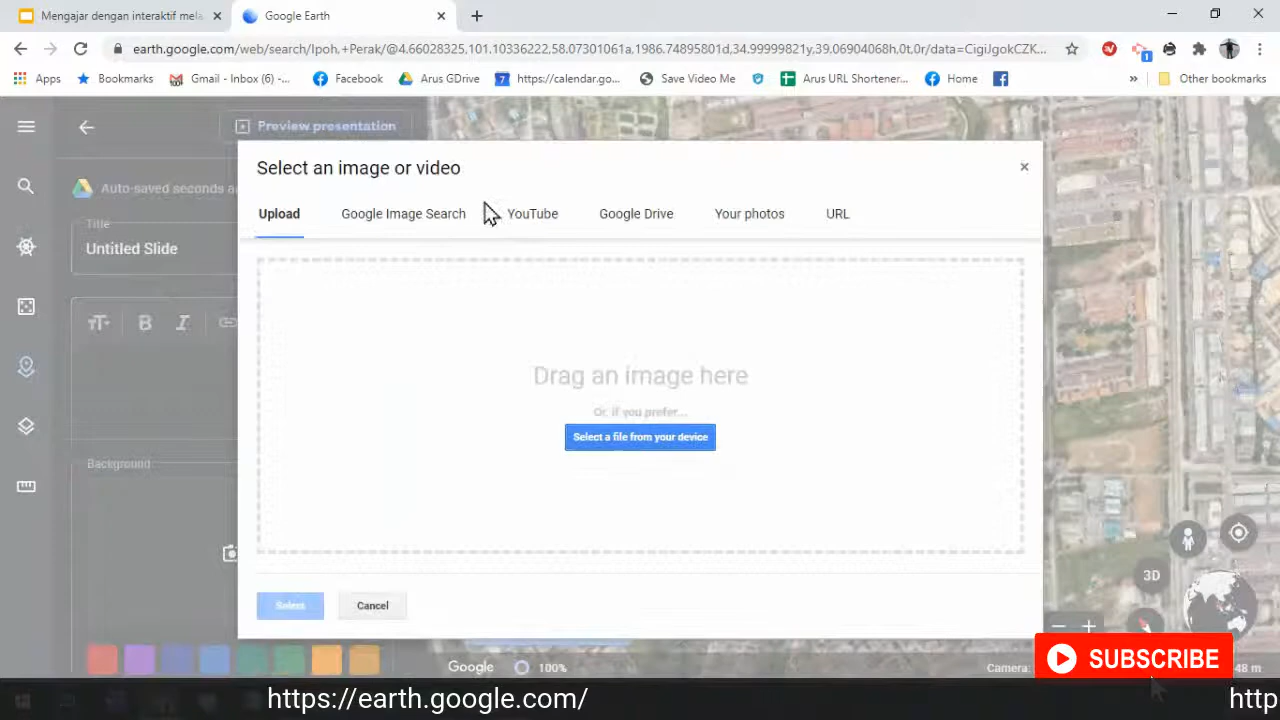 Mengajar dengan interaktif mela
Google Earth
earth.google.com/web/search/Ipoh,+Perak/@4.66028325,101.10336222,58.07301061a,1986.74895801d,34.99999821y,39.06904068h,0t,0r/data=CigiJgokCZK...
Apps
Bookmarks
Gmail - Inbox (6) -...
Facebook
Arus GDrive
https://calendar.go...
Save Video Me
Arus URL Shortener...
Home
»
Other bookmarks
Preview presentation
Select an image or video
Auto-saved seconds a
Upload
Google Image Search
YouTube
Google Drive
Your photos
URL
Title
Untitled Slide
B I
Drag an image here
Or, if you prefer...
Select a file from your device
Background
3D
Select
Cancel
Google
100%
Camera:
48 m
SUBSCRIBE
https://earth.google.com/
http